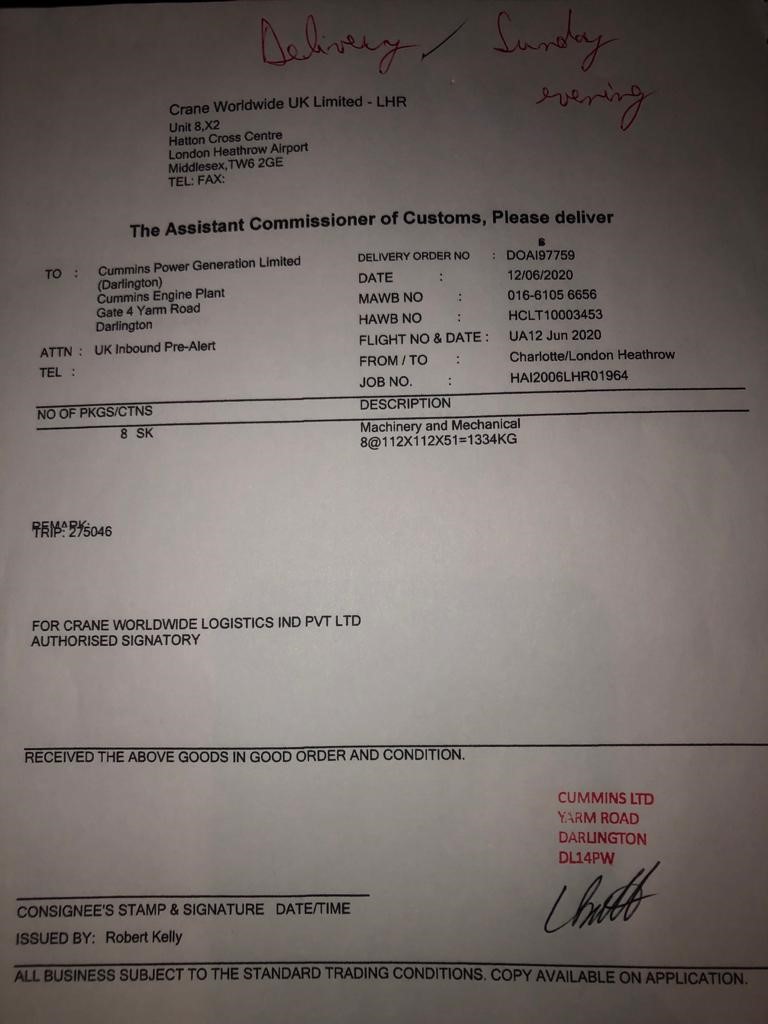 Delivery / Sunday
evening
Crane Worldwide UK Limited - LHR
Unit 8,X2
Hatton Cross Centre
London Heathrow Airport
Middlesex,TW6 2GE
TEL: FAX:
The Assistant Commissioner of Customs, Please deliver
TO : Cummins Power Generation Limited
(Darlington)
Cummins Engine Plant
Gate 4 Yarm Road
Darlington
ATTN : UK Inbound Pre-Alert
TEL :
DELIVERY ORDER NO : DOAI97759
DATE : 12/06/2020
MAWB NO : 016-6105 6656
HAWB NO : HCLT10003453
FLIGHT NO & DATE : UA12 Jun 2020
FROM / TO : Charlotte/London Heathrow
JOB NO. : HAI2006LHR01964
NO OF PKGS/CTNS DESCRIPTION
8 SK Machinery and Mechanical
8@112X112X51=1334KG
REMARK:
TRIP: 275046
FOR CRANE WORLDWIDE LOGISTICS IND PVT LTD
AUTHORISED SIGNATORY
RECEIVED THE ABOVE GOODS IN GOOD ORDER AND CONDITION.
CUMMINS LTD
YARM ROAD
DARLINGTON
DL14PW
CONSIGNEE'S STAMP & SIGNATURE DATE/TIME
ISSUED BY: Robert Kelly
ALL BUSINESS SUBJECT TO THE STANDARD TRADING CONDITIONS. COPY AVAILABLE ON APPLICATION.